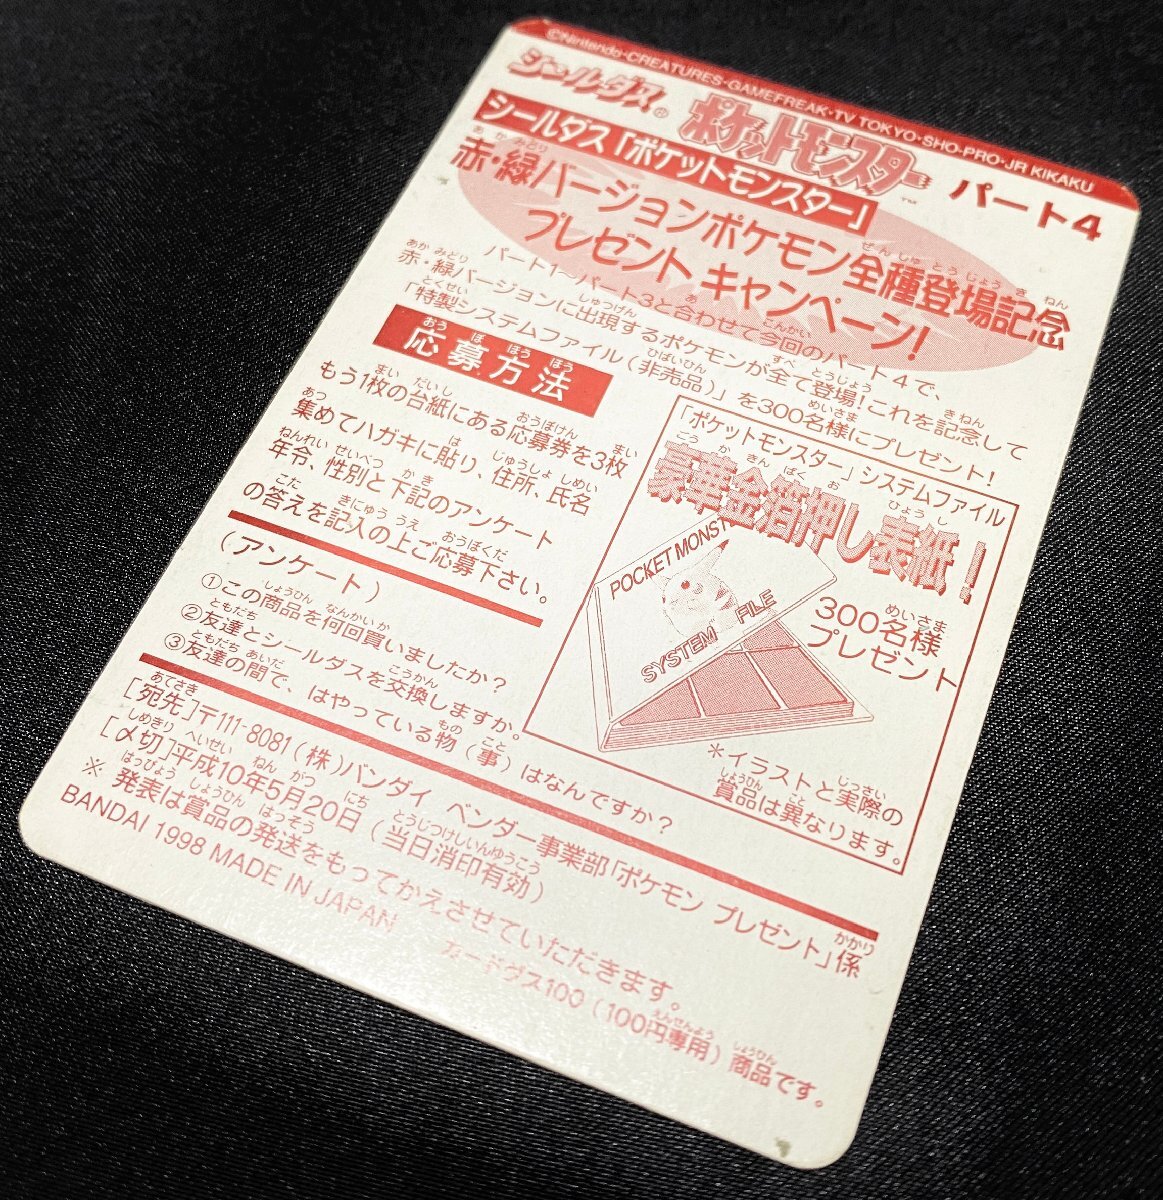 ©Nintendo・CREATURES・GAMEFREAK・TV TOKYO・SHO-PRO・JR KIKAKU
シールダス® ポケットモンスター™ パート4
シールダス「ポケットモンスター」
赤・緑バージョンポケモン全種登場記念
プレゼント キャンペーン!
パート1〜パート3と合わせて今回のパート4で、
赤・緑バージョンに出現するポケモンが全て登場!これを記念して
「特製システムファイル(非売品)」を300名様にプレゼント!
応募方法
もう1枚の台紙にある応募券を3枚
集めてハガキに貼り、住所、氏名
年令、性別と下記のアンケート
の答えを記入の上ご応募下さい。
「ポケットモンスター」システムファイル
豪華金箔押し表紙!
POCKET MONST
SYSTEM FILE
300名様
プレゼント
*イラストと実際の
賞品は異なります。
(アンケート)
①この商品を何回買いましたか?
②友達とシールダスを交換しますか。
③友達の間で、はやっている物(事)はなんですか?
[宛先]〒111-8081(株)バンダイ ベンダー事業部「ポケモン プレゼント」係
[〆切]平成10年5月20日(当日消印有効)
※発表は賞品の発送をもってかえさせていただきます。
BANDAI 1998 MADE IN JAPAN カードダス100(100円専用)商品です。